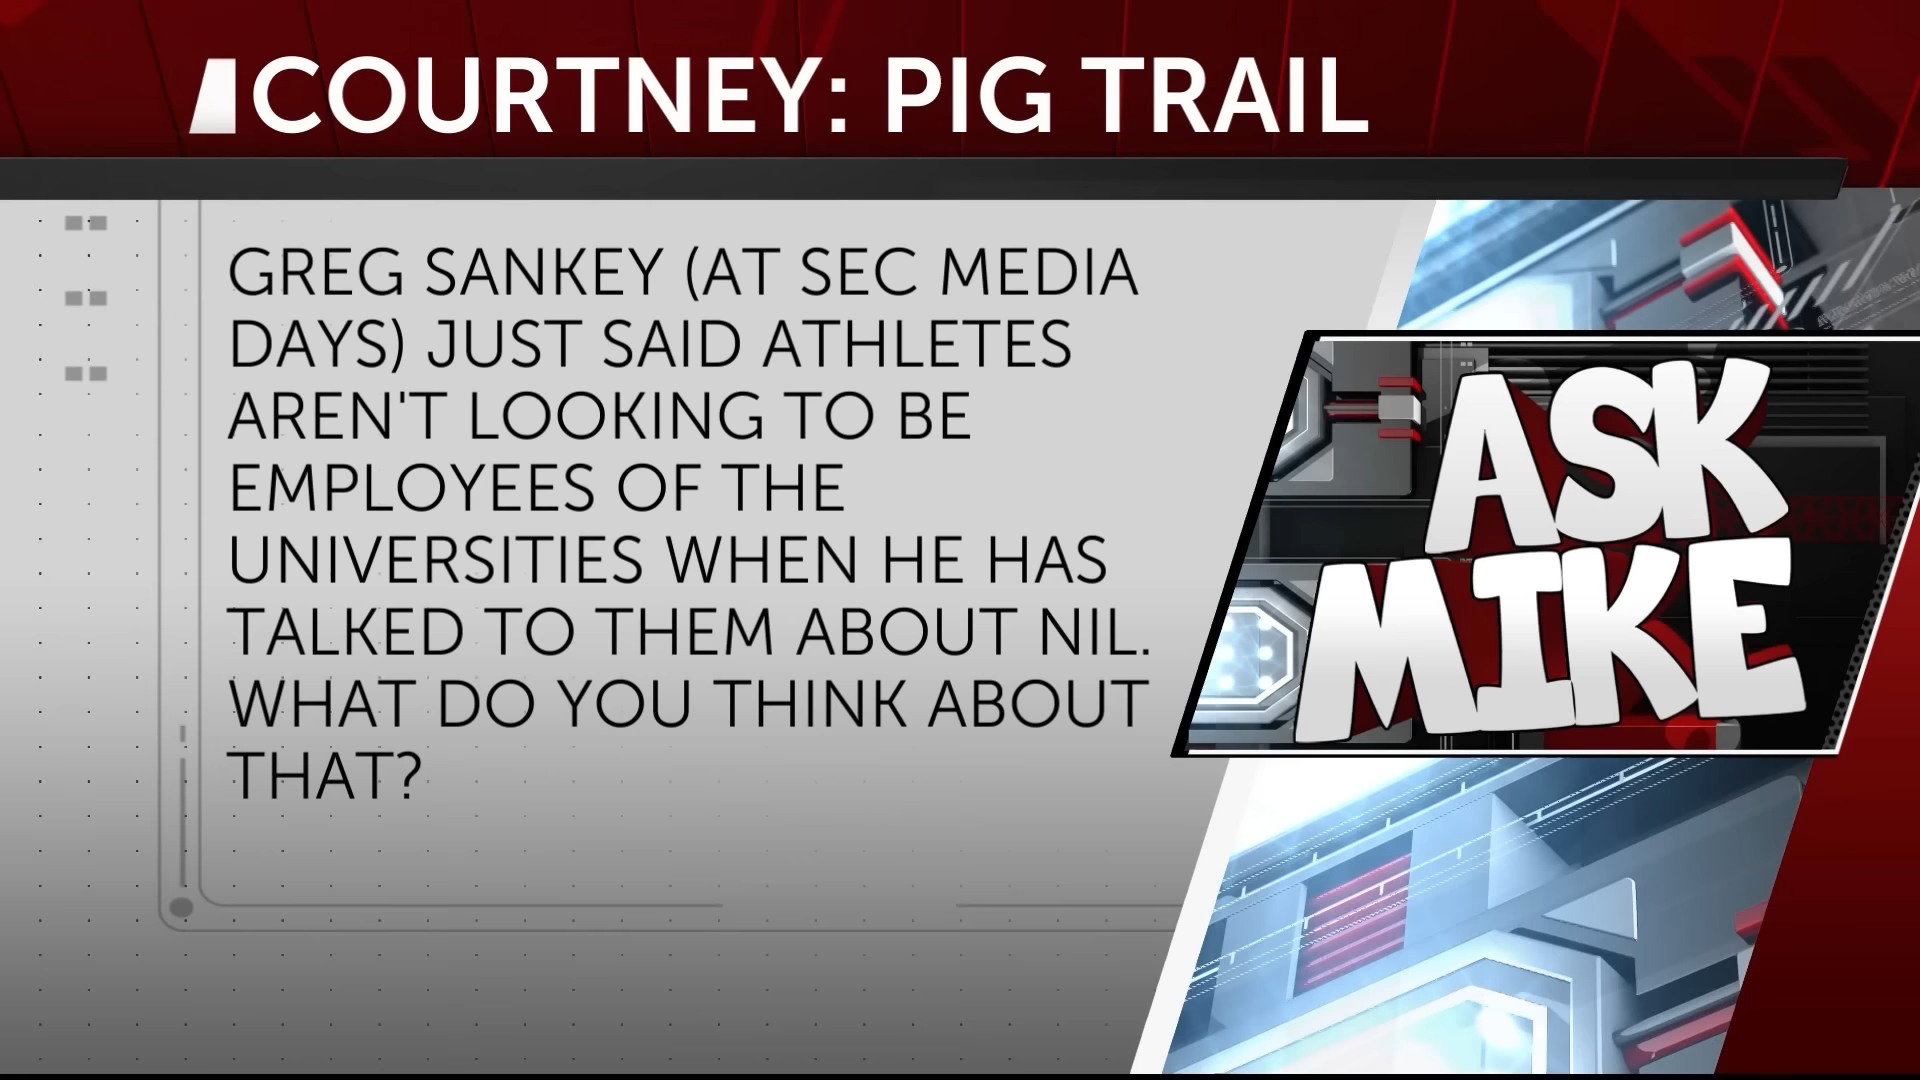 COURTNEY: PIG TRAIL
GREG SANKEY (AT SEC MEDIA
DAYS) JUST SAID ATHLETES
AREN'T LOOKING TO BE
EMPLOYEES OF THE
UNIVERSITIES WHEN HE HAS
TALKED TO THEM ABOUT NIL.
WHAT DO YOU THINK ABOUT
THAT?
ASK
MIKE